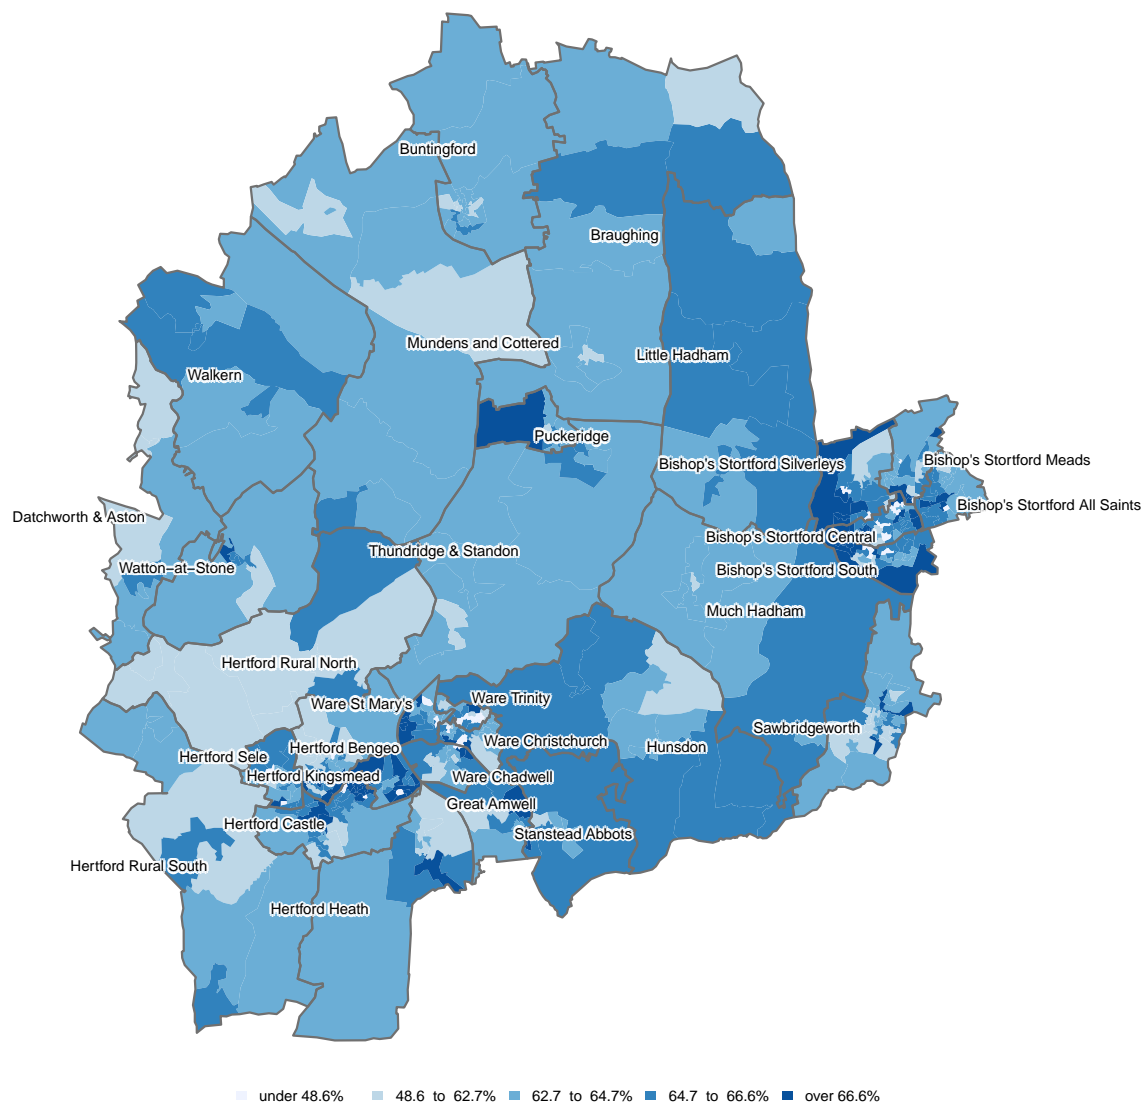 Buntingford
Braughing
Mundens and Cottered
Little Hadham
Walkern
Puckeridge
Bishop's Stortford Silverleys
Bishop's Stortford Meads
Bishop's Stortford All Saints
Datchworth & Aston
Bishop's Stortford Central
Thundridge & Standon
Watton−at−Stone
Bishop's Stortford South
Much Hadham
Hertford Rural North
Ware Trinity
Ware St Mary's
Sawbridgeworth
Ware Christchurch
Hertford Bengeo
Hunsdon
Hertford Sele
Hertford Kingsmead
Ware Chadwell
Great Amwell
Hertford Castle
Stanstead Abbots
Hertford Rural South
Hertford Heath
under 48.6% 48.6 to 62.7% 62.7 to 64.7% 64.7 to 66.6% over 66.6%